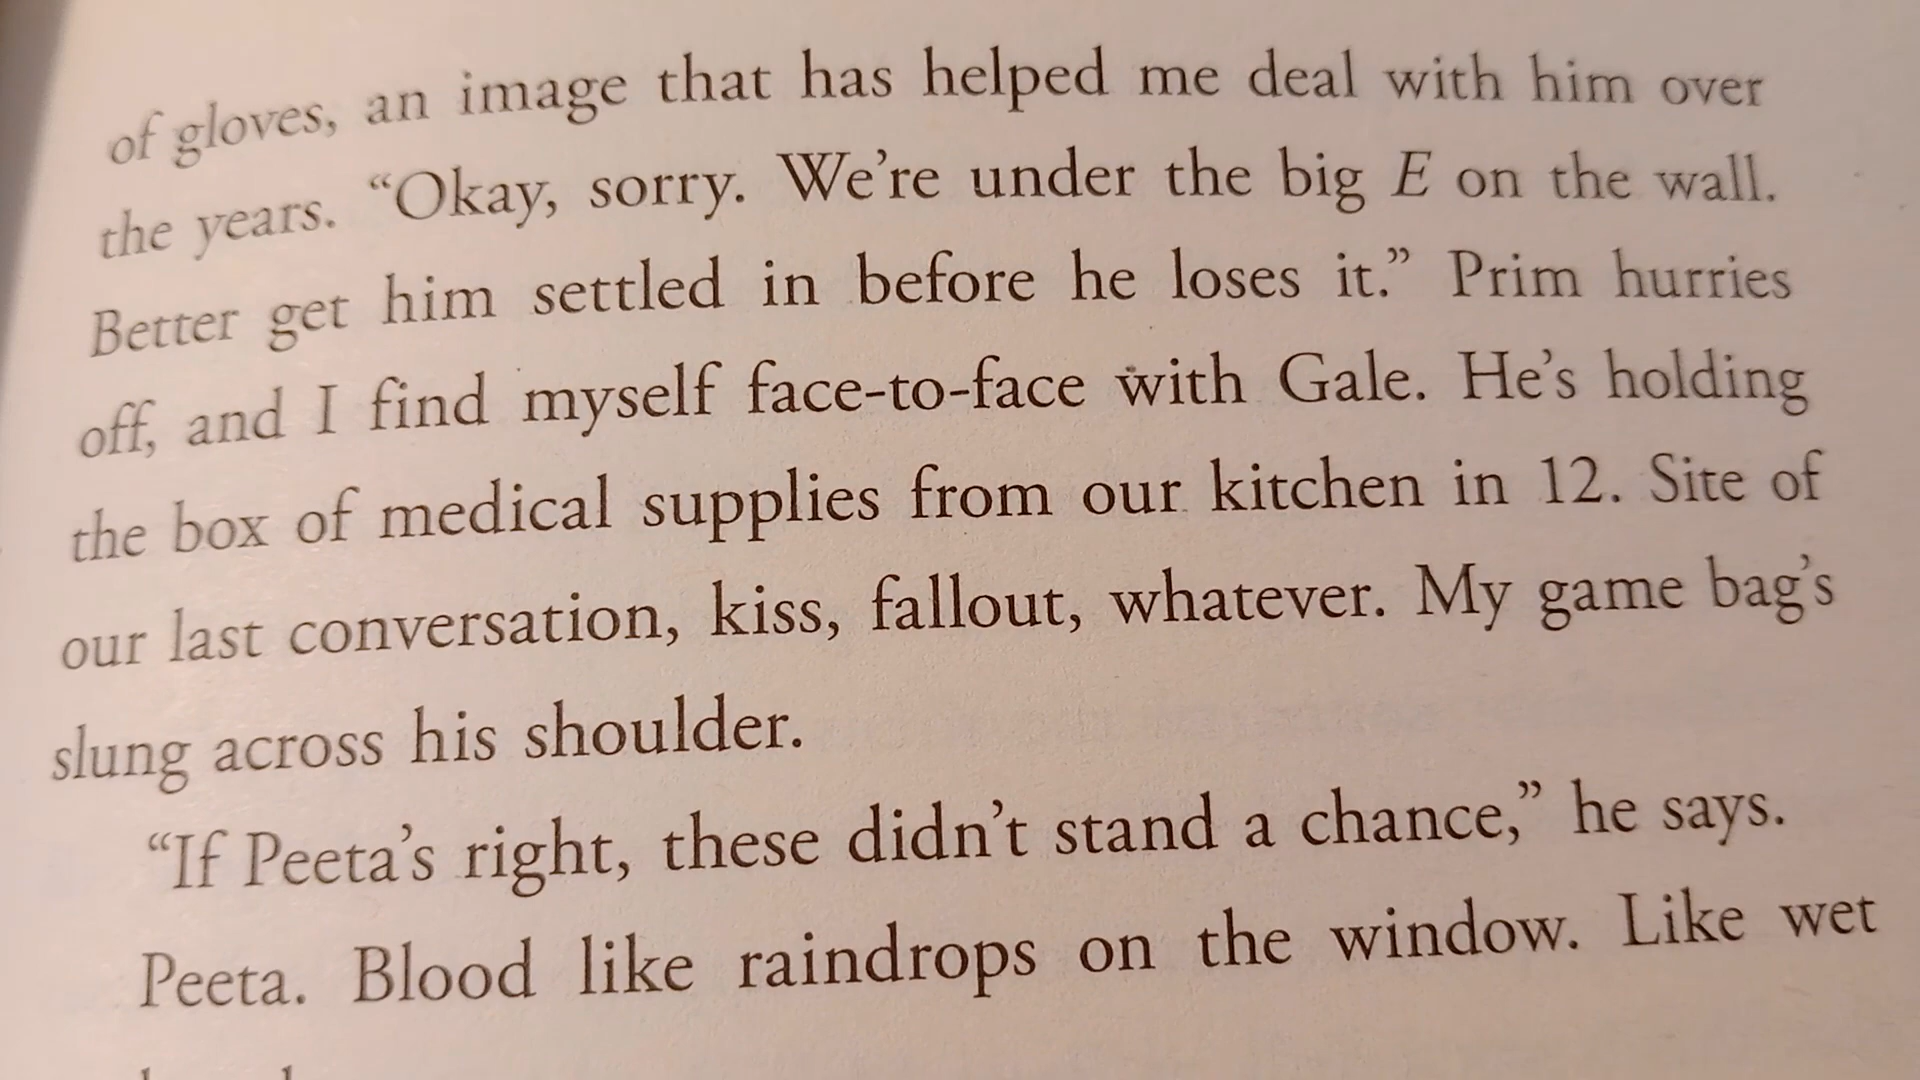 of gloves, an image that has helped me deal with him over
the years. “Okay, sorry. We’re under the big E on the wall.
Better get him settled in before he loses it.” Prim hurries
off, and I find myself face-to-face with Gale. He’s holding
the box of medical supplies from our kitchen in 12. Site of
our last conversation, kiss, fallout, whatever. My game bag’s
slung across his shoulder.
“If Peeta’s right, these didn’t stand a chance,” he says.
Peeta. Blood like raindrops on the window. Like wet